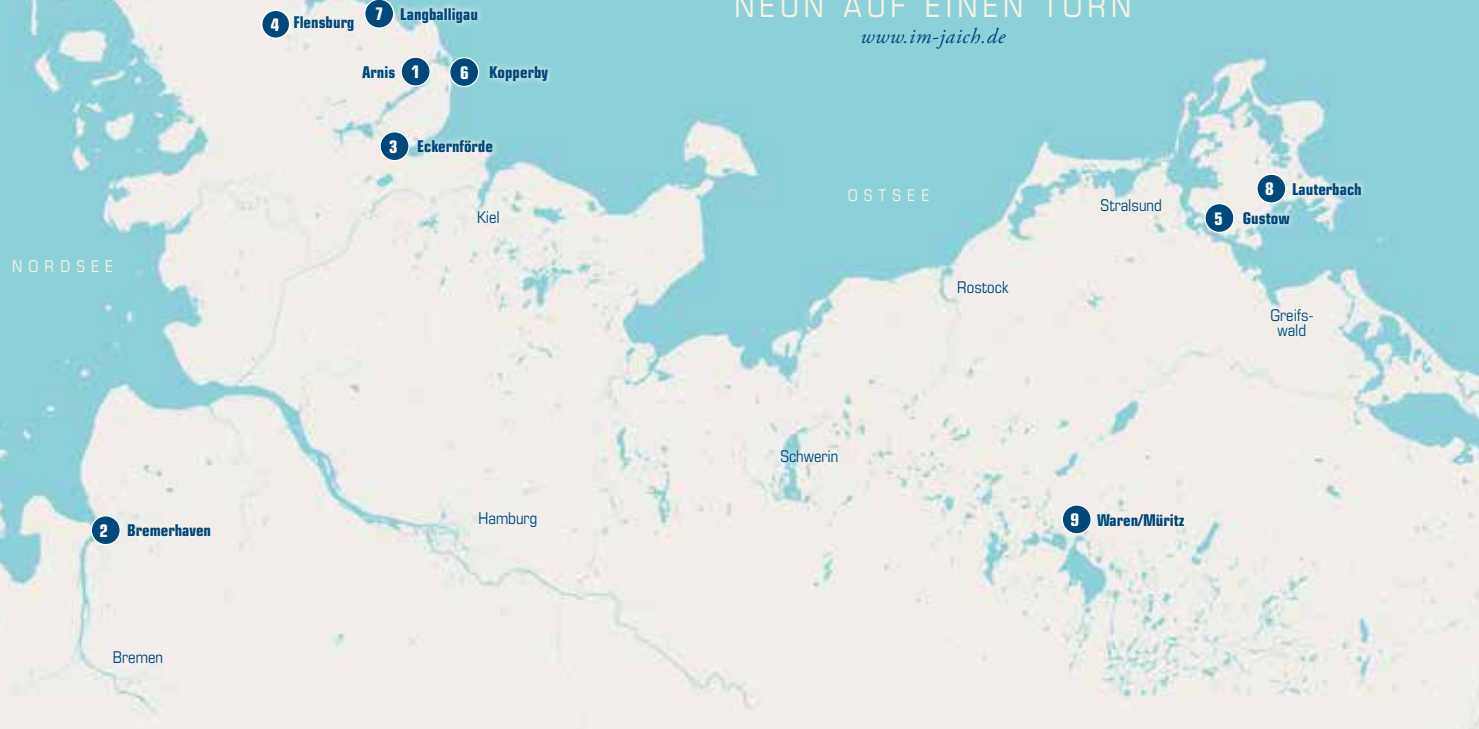 NEUN AUF EINEN TÖRN
www.im-jaich.de
7 Langballigau
4 Flensburg
Arnis 1
6 Kopperby
3 Eckernförde
OSTSEE
8 Lauterbach
Stralsund
5 Gustow
Kiel
NORDSEE
Rostock
Greifs-
wald
Schwerin
Hamburg
9 Waren/Müritz
2 Bremerhaven
Bremen